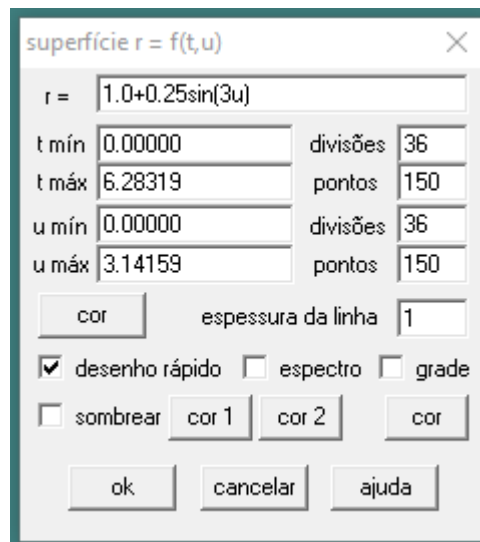 superfície r = f(t,u)
r = 1.0+0.25sin(3u)
t mín 0.00000 divisões 36
t máx 6.28319 pontos 150
u mín 0.00000 divisões 36
u máx 3.14159 pontos 150
cor espessura da linha 1
desenho rápido espectro grade
sombrear cor 1 cor 2 cor
ok cancelar ajuda